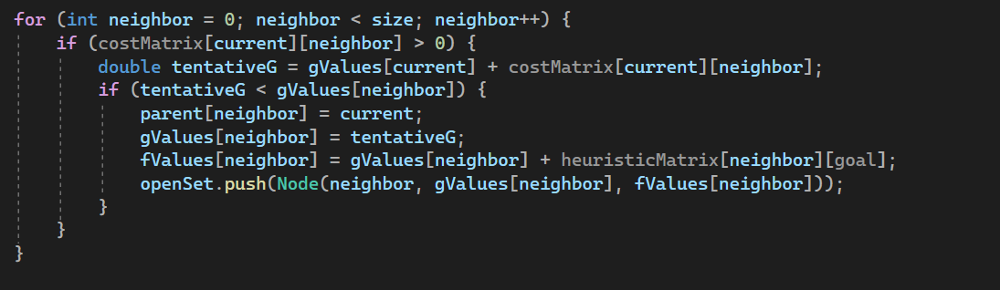 for (int neighbor = 0; neighbor < size; neighbor++) {
    if (costMatrix[current][neighbor] > 0) {
        double tentativeG = gValues[current] + costMatrix[current][neighbor];
        if (tentativeG < gValues[neighbor]) {
            parent[neighbor] = current;
            gValues[neighbor] = tentativeG;
            fValues[neighbor] = gValues[neighbor] + heuristicMatrix[neighbor][goal];
            openSet.push(Node(neighbor, gValues[neighbor], fValues[neighbor]));
        }
    }
}